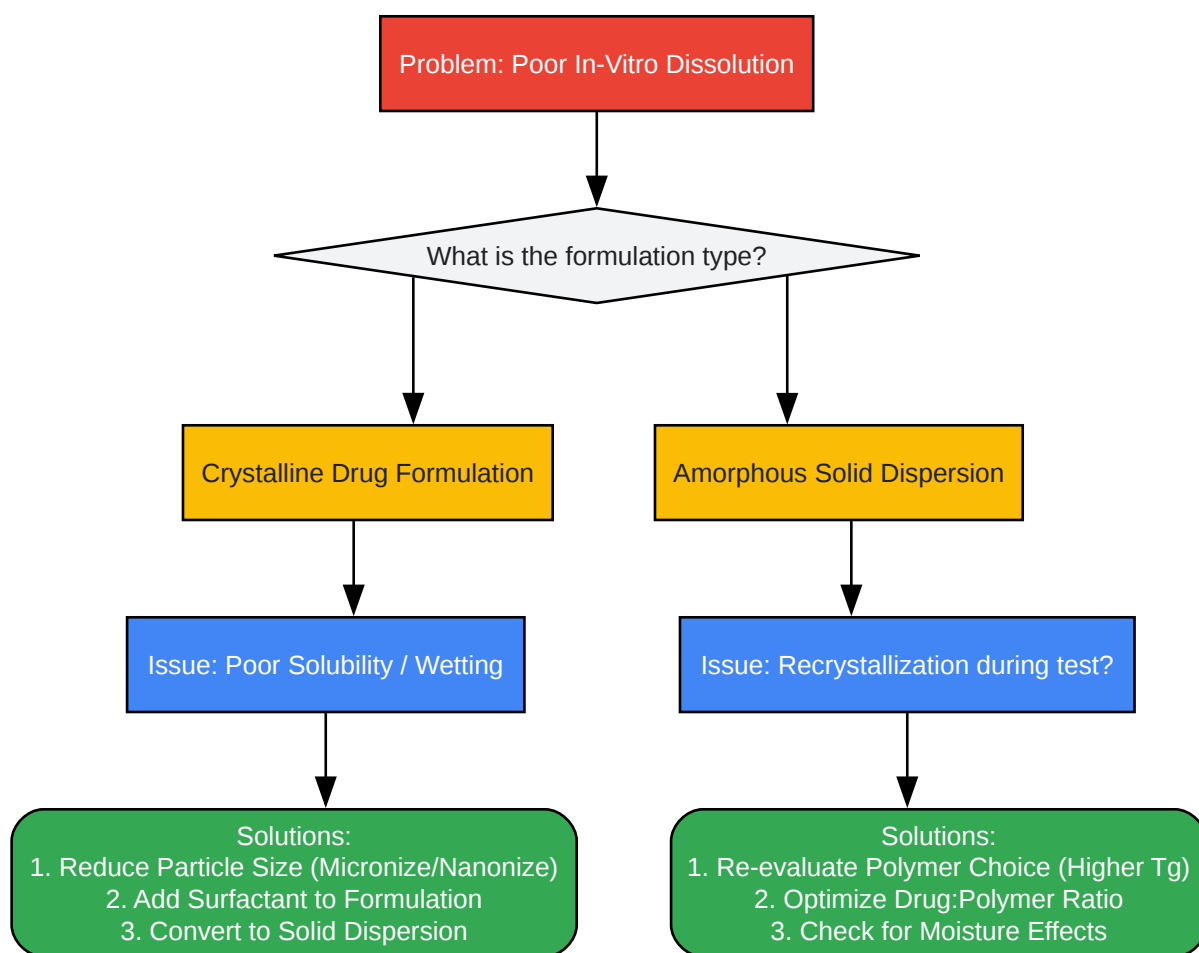 Problem: Poor In-Vitro Dissolution
What is the formulation type?
Crystalline Drug Formulation
Amorphous Solid Dispersion
Issue: Poor Solubility / Wetting
Issue: Recrystallization during test?
Solutions:
1. Reduce Particle Size (Micronize/Nanonize)
2. Add Surfactant to Formulation
3. Convert to Solid Dispersion
Solutions:
1. Re-evaluate Polymer Choice (Higher Tg)
2. Optimize Drug:Polymer Ratio
3. Check for Moisture Effects